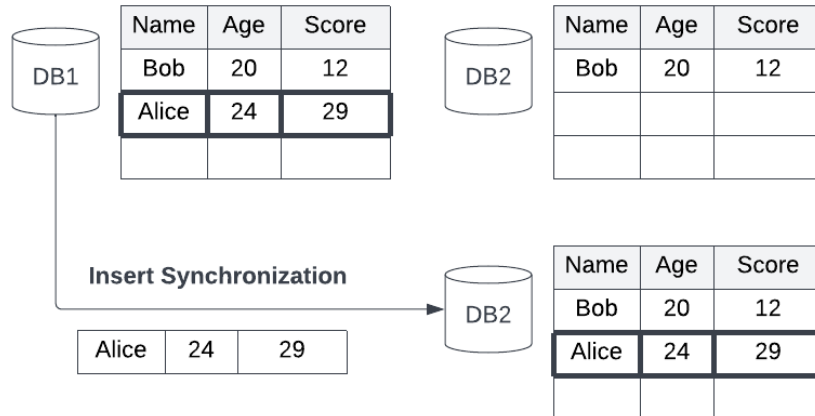 DB1
Name Age Score
Bob 20 12
Alice 24 29
DB2
Name Age Score
Bob 20 12
Insert Synchronization
Alice 24 29
DB2
Name Age Score
Bob 20 12
Alice 24 29